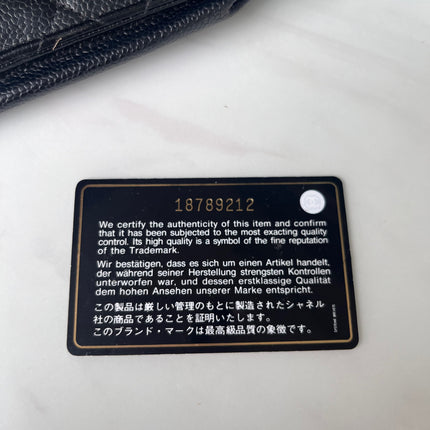 18789212
We certify the authenticity of this item and confirm
that it has been subjected to the most exacting quality
control. Its high quality is a symbol of the fine reputation
of the Trademark.
Wir bestätigen, dass es sich um einen Artikel handelt,
der während seiner Herstellung strengsten Kontrollen
unterworfen war, und dessen erstklassige Qualität
dem hohen Ansehen unserer Marke entspricht.
この製品は厳しい管理のもとに製造されたシャネル
社の商品であることを証明いたします。
このブランド・マークは最高級品質の象徴です。